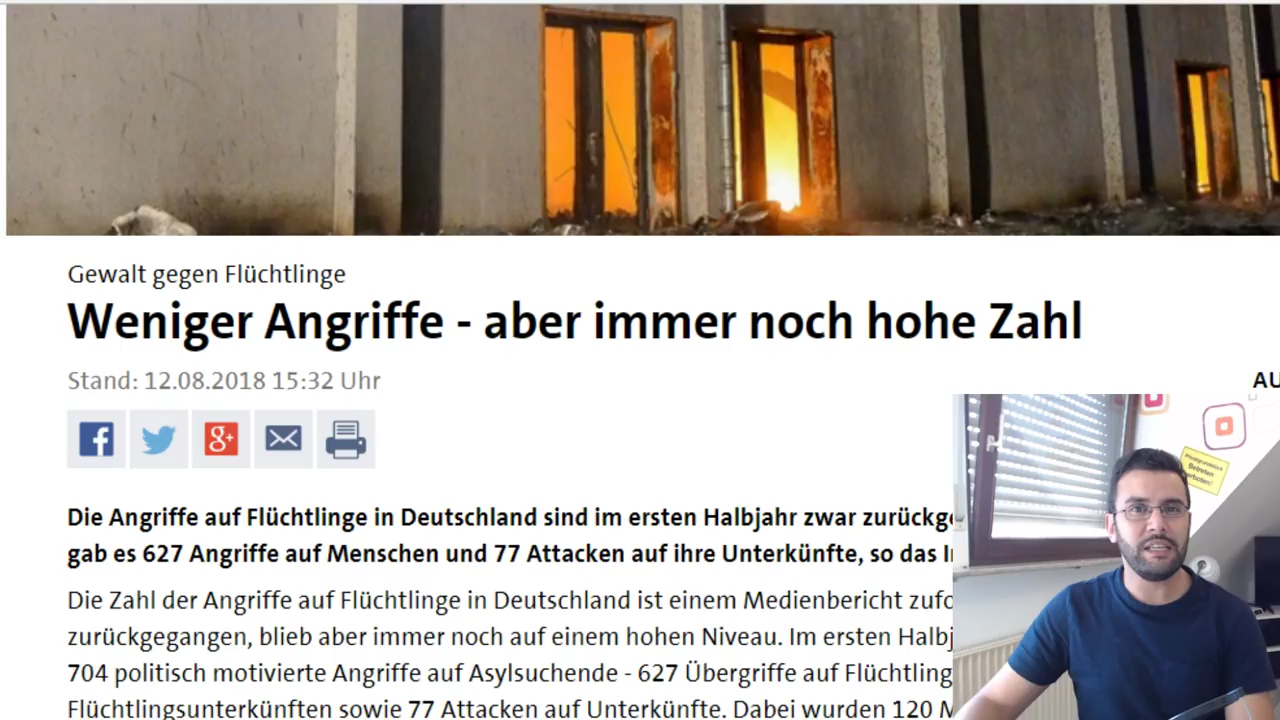 Gewalt gegen Flüchtlinge
Weniger Angriffe - aber immer noch hohe Zahl
Stand: 12.08.2018 15:32 Uhr
AU
Die Angriffe auf Flüchtlinge in Deutschland sind im ersten Halbjahr zwar
gab es 627 Angriffe auf Menschen und 77 Attacken auf ihre Unterkünfte, so das
Die Zahl der Angriffe auf Flüchtlinge in Deutschland ist einem Medienbericht
zurückgegangen, blieb aber immer noch auf einem hohen Niveau. Im ersten
704 politisch motivierte Angriffe auf Asylsuchende - 627 Übergriffe auf
Flüchtlingsunterkünften sowie 77 Attacken auf Unterkünfte. Dabei wurden 120
Privatgrundstück
Betreten